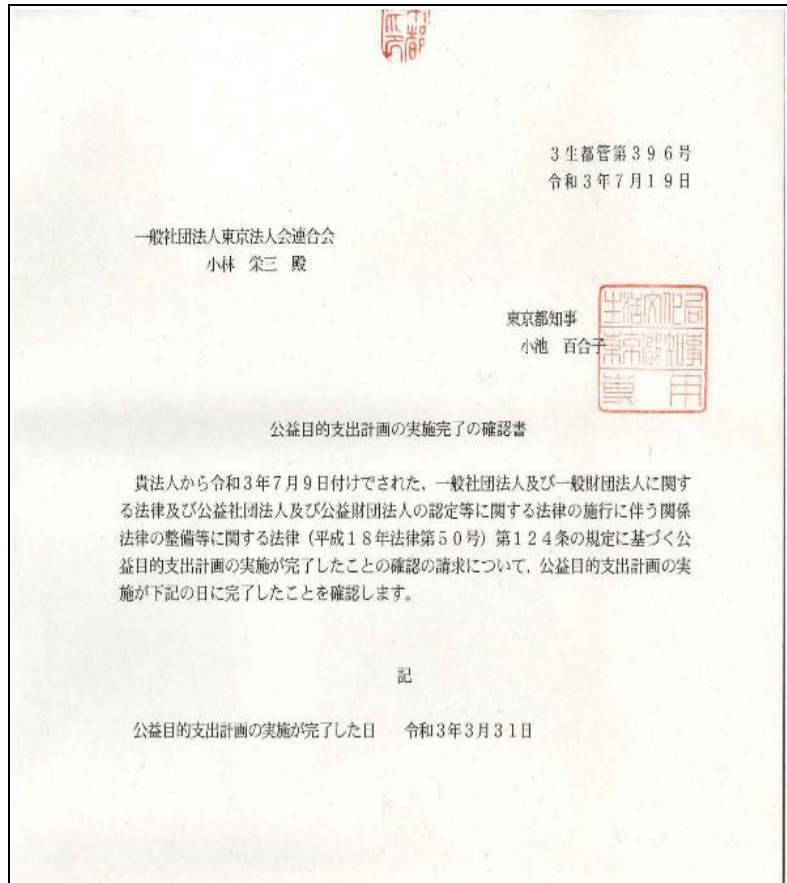 3生都管第396号
令和3年7月19日
一般社団法人東京法人会連合会
小林 栄三 殿
東京都知事
小池 百合子
生活文化局
東京都知事
専用
公益目的支出計画の実施完了の確認書
貴法人から令和3年7月9日付けでされた、一般社団法人及び一般財団法人に関す
る法律及び公益社団法人及び公益財団法人の認定等に関する法律の施行に伴う関係
法律の整備等に関する法律(平成18年法律第50号)第124条の規定に基づく公
益目的支出計画の実施が完了したことの確認の請求について、公益目的支出計画の実
施が下記の日に完了したことを確認します。
記
公益目的支出計画の実施が完了した日 令和3年3月31日